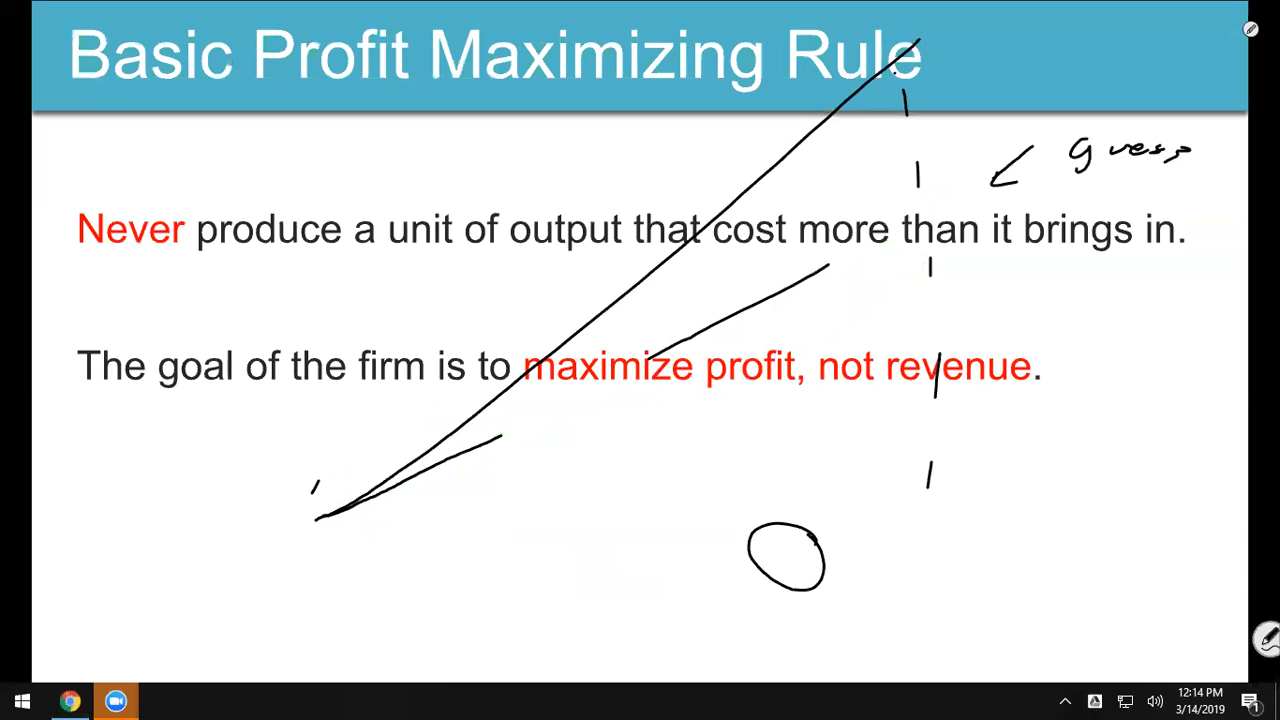 Basic Profit Maximizing Rule
guess
Never produce a unit of output that cost more than it brings in.
The goal of the firm is to maximize profit, not revenue.
12:14 PM
3/14/2019